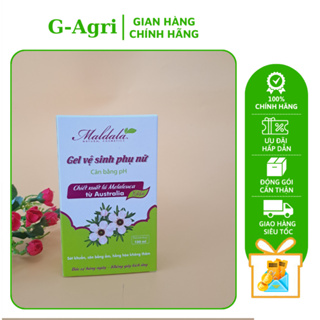 G-Agri
GIAN HÀNG
CHÍNH HÃNG
Maldala
Gel vệ sinh phụ nữ
Cân bằng pH
Chiết xuất lá Melaleuca
từ Australia
100%
CHÍNH HÃNG
ƯU ĐÃI
HẤP DẪN
ĐÓNG GÓI
CẨN THẬN
GIAO HÀNG
SIÊU TỐC